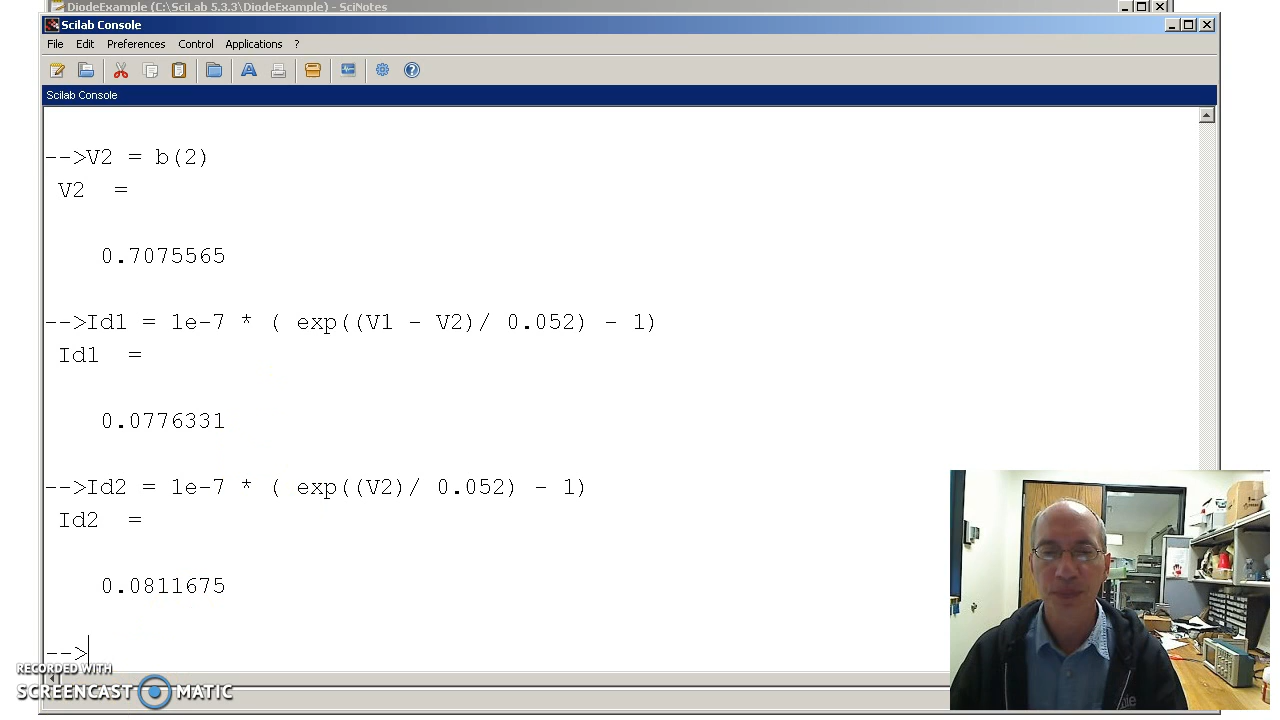 DiodeExample (C:\SciLab 5.3.3\DiodeExample) - SciNotes
Scilab Console
File Edit Preferences Control Applications ?
Scilab Console
-->V2 = b(2)
V2 =
0.7075565
-->Id1 = 1e-7 * ( exp((V1 - V2)/ 0.052) - 1)
Id1 =
0.0776331
-->Id2 = 1e-7 * ( exp((V2)/ 0.052) - 1)
Id2 =
0.0811675
-->
RECORDED WITH
SCREENCAST MATIC